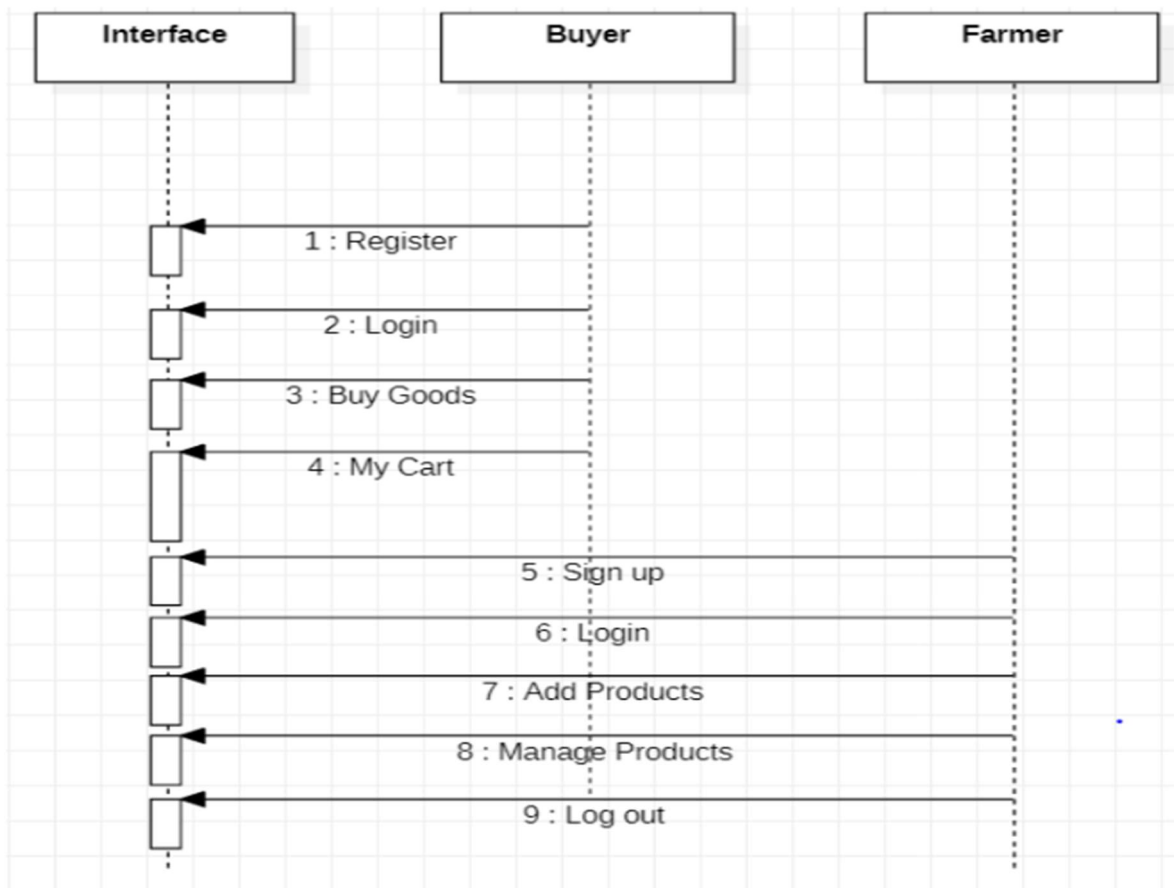 Interface
Buyer
Farmer
1 : Register
2 : Login
3 : Buy Goods
4 : My Cart
5 : Sign up
6 : Login
7 : Add Products
8 : Manage Products
9 : Log out